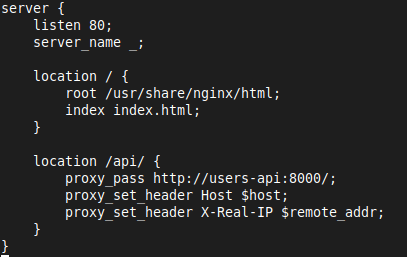 server {
    listen 80;
    server_name _;

    location / {
        root /usr/share/nginx/html;
        index index.html;
    }

    location /api/ {
        proxy_pass http://users-api:8000/;
        proxy_set_header Host $host;
        proxy_set_header X-Real-IP $remote_addr;
    }
}